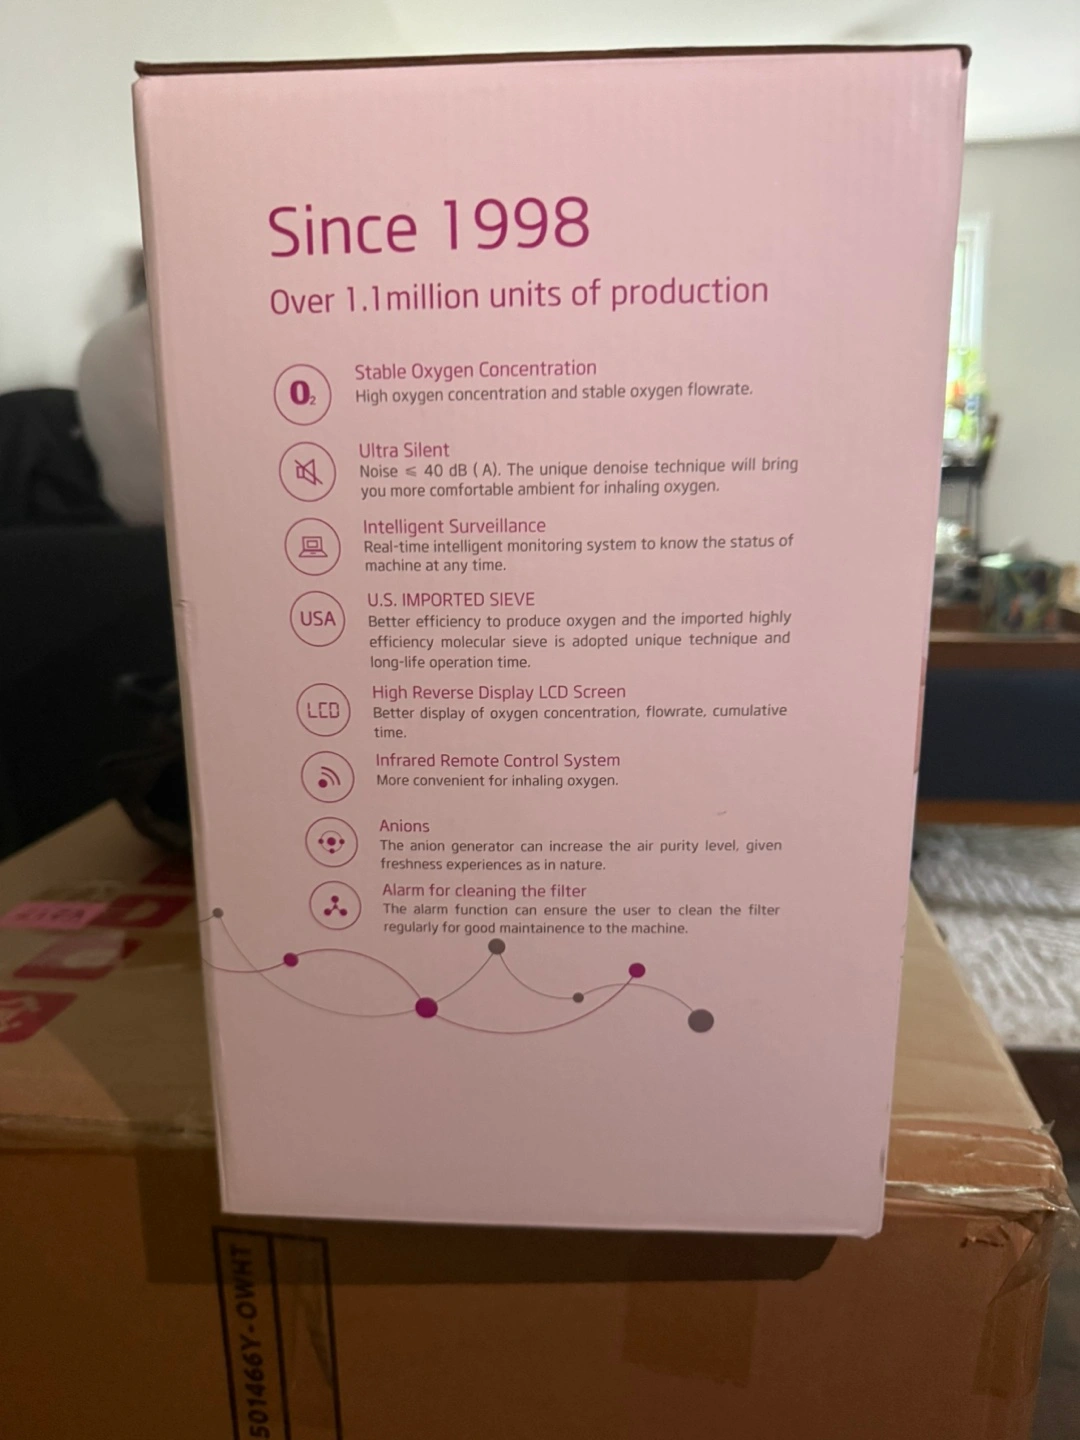 Since 1998
Over 1.1million units of production
O2
Stable Oxygen Concentration
High oxygen concentration and stable oxygen flowrate.
Ultra Silent
Noise ⩽ 40 dB ( A). The unique denoise technique will bring
you more comfortable ambient for inhaling oxygen.
Intelligent Surveillance
Real-time intelligent monitoring system to know the status of
machine at any time.
USA
U.S. IMPORTED SIEVE
Better efficiency to produce oxygen and the imported highly
efficiency molecular sieve is adopted unique technique and
long-life operation time.
LCD
High Reverse Display LCD Screen
Better display of oxygen concentration, flowrate, cumulative
time.
Infrared Remote Control System
More convenient for inhaling oxygen.
Anions
The anion generator can increase the air purity level, given
freshness experiences as in nature.
Alarm for cleaning the filter
The alarm function can ensure the user to clean the filter
regularly for good maintainence to the machine.
501466Y-OWHT